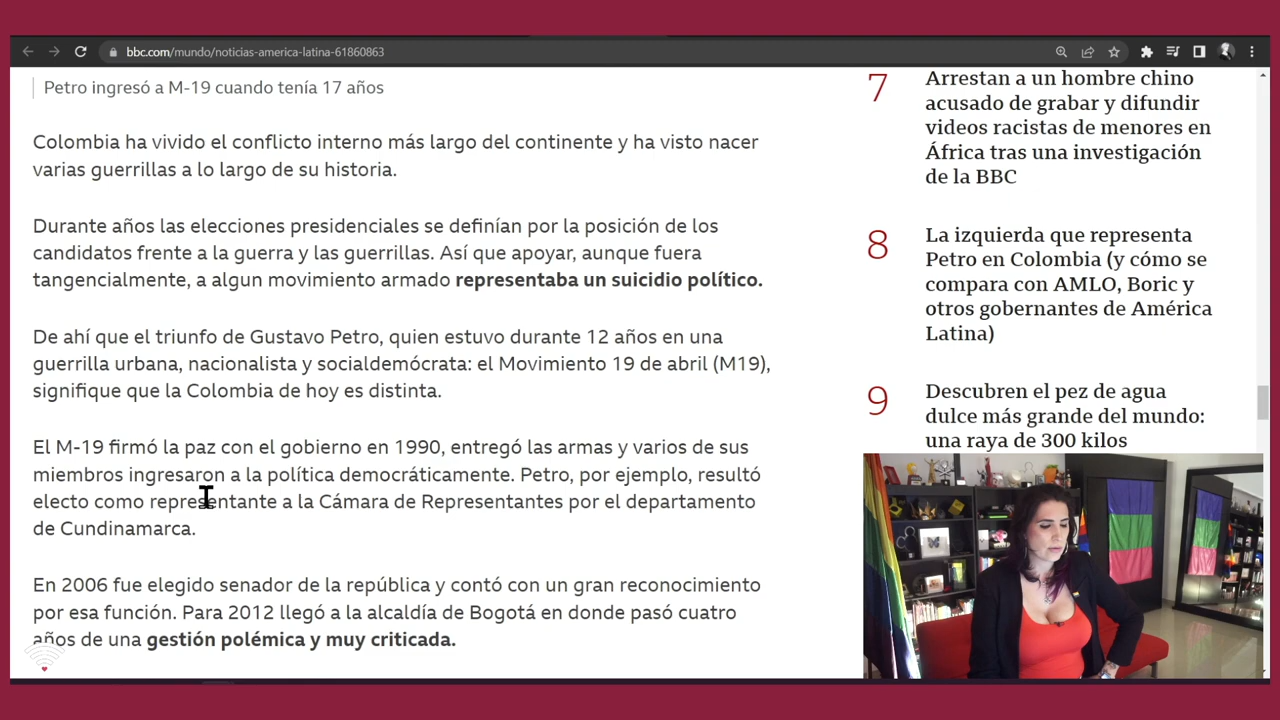 bbc.com/mundo/noticias-america-latina-61860863
Petro ingresó a M-19 cuando tenía 17 años
Colombia ha vivido el conflicto interno más largo del continente y ha visto nacer
varias guerrillas a lo largo de su historia.
Durante años las elecciones presidenciales se definían por la posición de los
candidatos frente a la guerra y las guerrillas. Así que apoyar, aunque fuera
tangencialmente, a algun movimiento armado representaba un suicidio político.
De ahí que el triunfo de Gustavo Petro, quien estuvo durante 12 años en una
guerrilla urbana, nacionalista y socialdemócrata: el Movimiento 19 de abril (M19),
signifique que la Colombia de hoy es distinta.
El M-19 firmó la paz con el gobierno en 1990, entregó las armas y varios de sus
miembros ingresaron a la política democráticamente. Petro, por ejemplo, resultó
electo como representante a la Cámara de Representantes por el departamento
de Cundinamarca.
En 2006 fue elegido senador de la república y contó con un gran reconocimiento
por esa función. Para 2012 llegó a la alcaldía de Bogotá en donde pasó cuatro
años de una gestión polémica y muy criticada.
7
Arrestan a un hombre chino
acusado de grabar y difundir
videos racistas de menores en
África tras una investigación
de la BBC
8
La izquierda que representa
Petro en Colombia (y cómo se
compara con AMLO, Boric y
otros gobernantes de América
Latina)
9
Descubren el pez de agua
dulce más grande del mundo:
una raya de 300 kilos